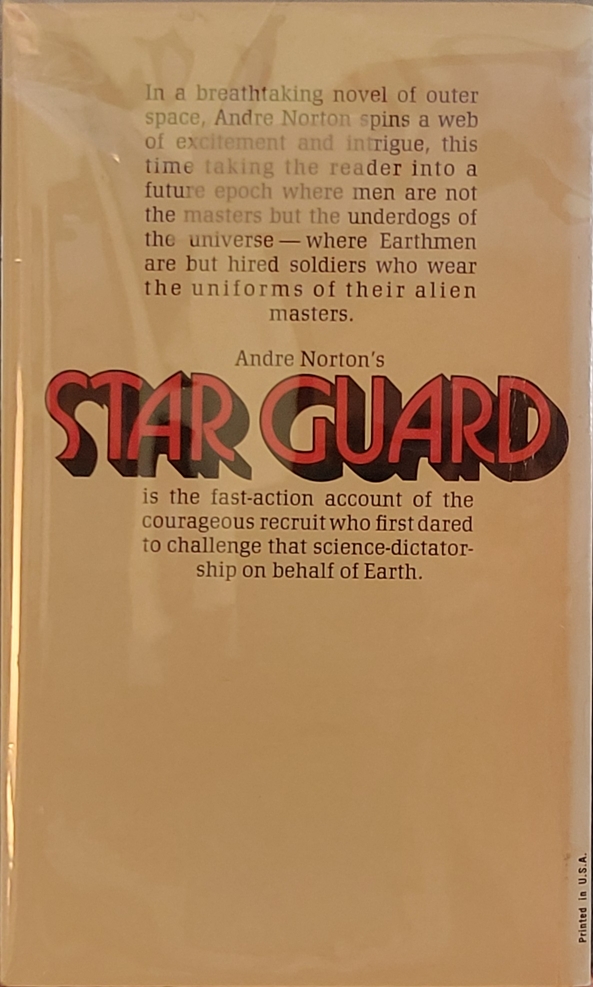 In a breathtaking novel of outer
space, Andre Norton spins a web
of excitement and intrigue, this
time taking the reader into a
future epoch where men are not
the masters but the underdogs of
the universe — where Earthmen
are but hired soldiers who wear
the uniforms of their alien
masters.
Andre Norton's
STAR GUARD
is the fast-action account of the
courageous recruit who first dared
to challenge that science-dictator-
ship on behalf of Earth.
Printed in U.S.A.